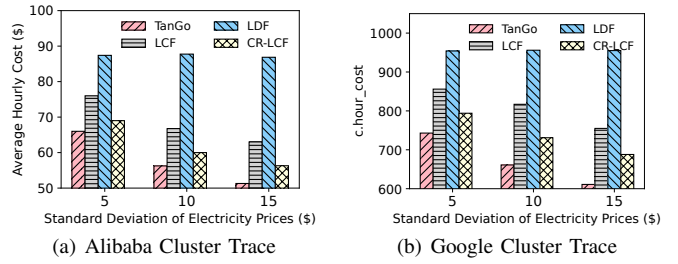 100
90
80
70
60
50
Average Hourly Cost ($)
TanGo
LCF
LDF
CR-LCF
5
10
15
Standard Deviation of Electricity Prices ($)
(a) Alibaba Cluster Trace
1000
900
800
700
600
c.hour_cost
TanGo
LCF
LDF
CR-LCF
5
10
15
Standard Deviation of Electricity Prices ($)
(b) Google Cluster Trace